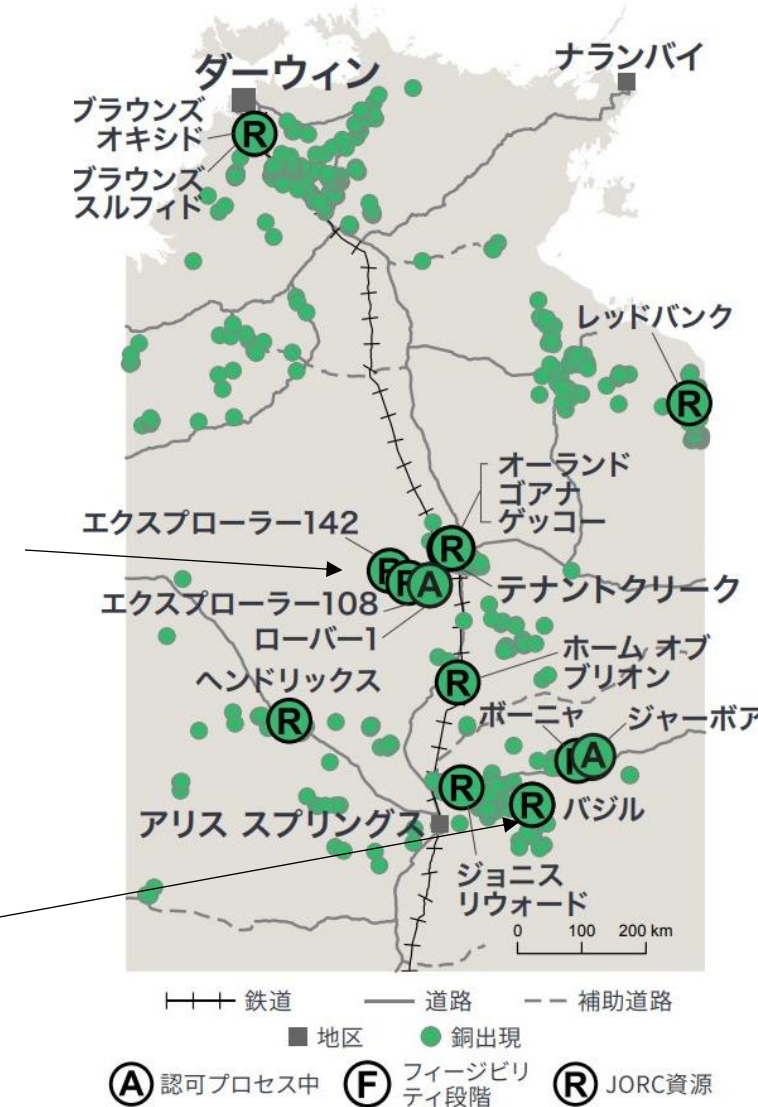 ダーウィン
ナランバイ
ブラウンズ
オキシド
R
ブラウンズ
スルフィド
レッドバンク
R
オーランド
ゴアナ
ゲッコー
エクスプローラー142
R
テナントクリーク
エクスプローラー108
A
ローバー1
ホーム オブ
ブリオン
R
ヘンドリックス
R
ボーニャ
ジャーボア
A
R
R
バジル
アリス スプリングス
ジョニス
リウォード
0 100 200 km
鉄道
道路
補助道路
地区
銅出現
A 認可プロセス中
F フィージビリ
ティ段階
R JORC資源